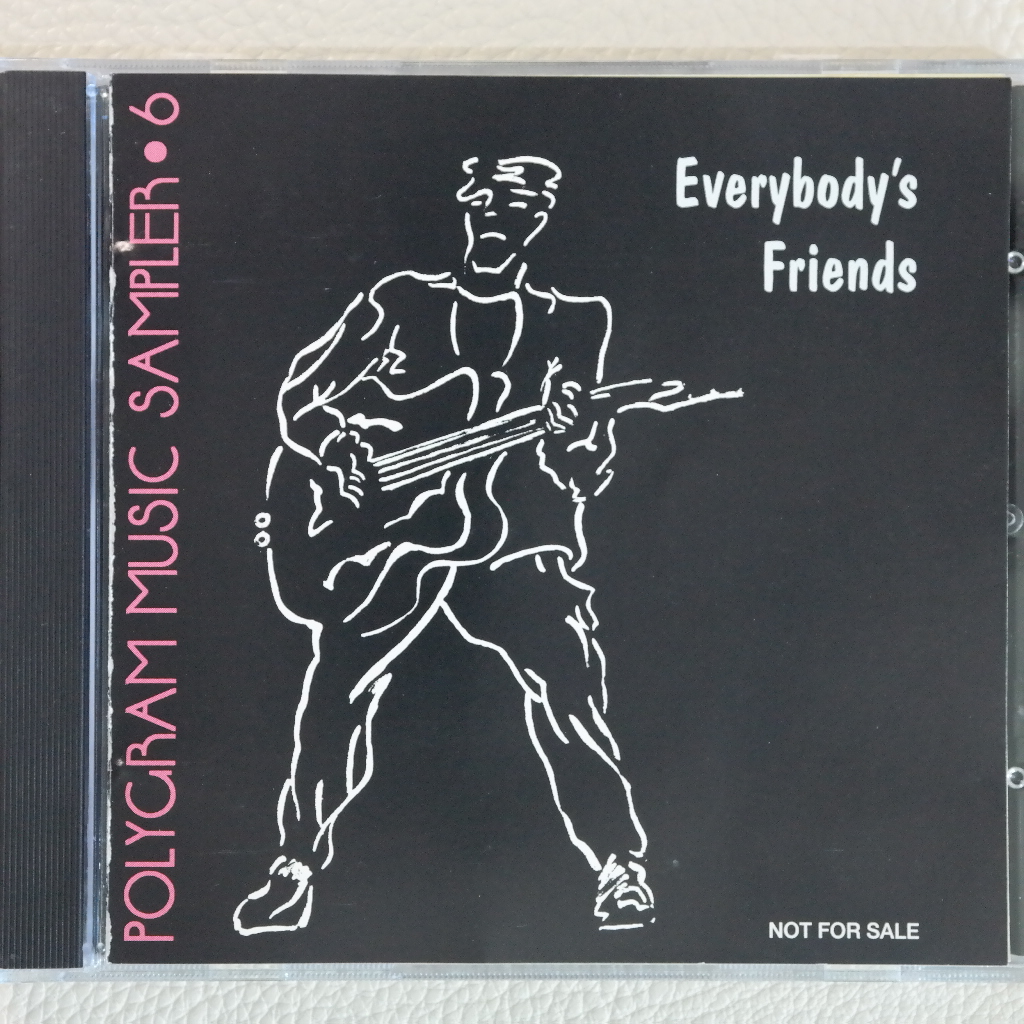 POLYGRAM MUSIC SAMPLER • 6
Everybody's
Friends
NOT FOR SALE